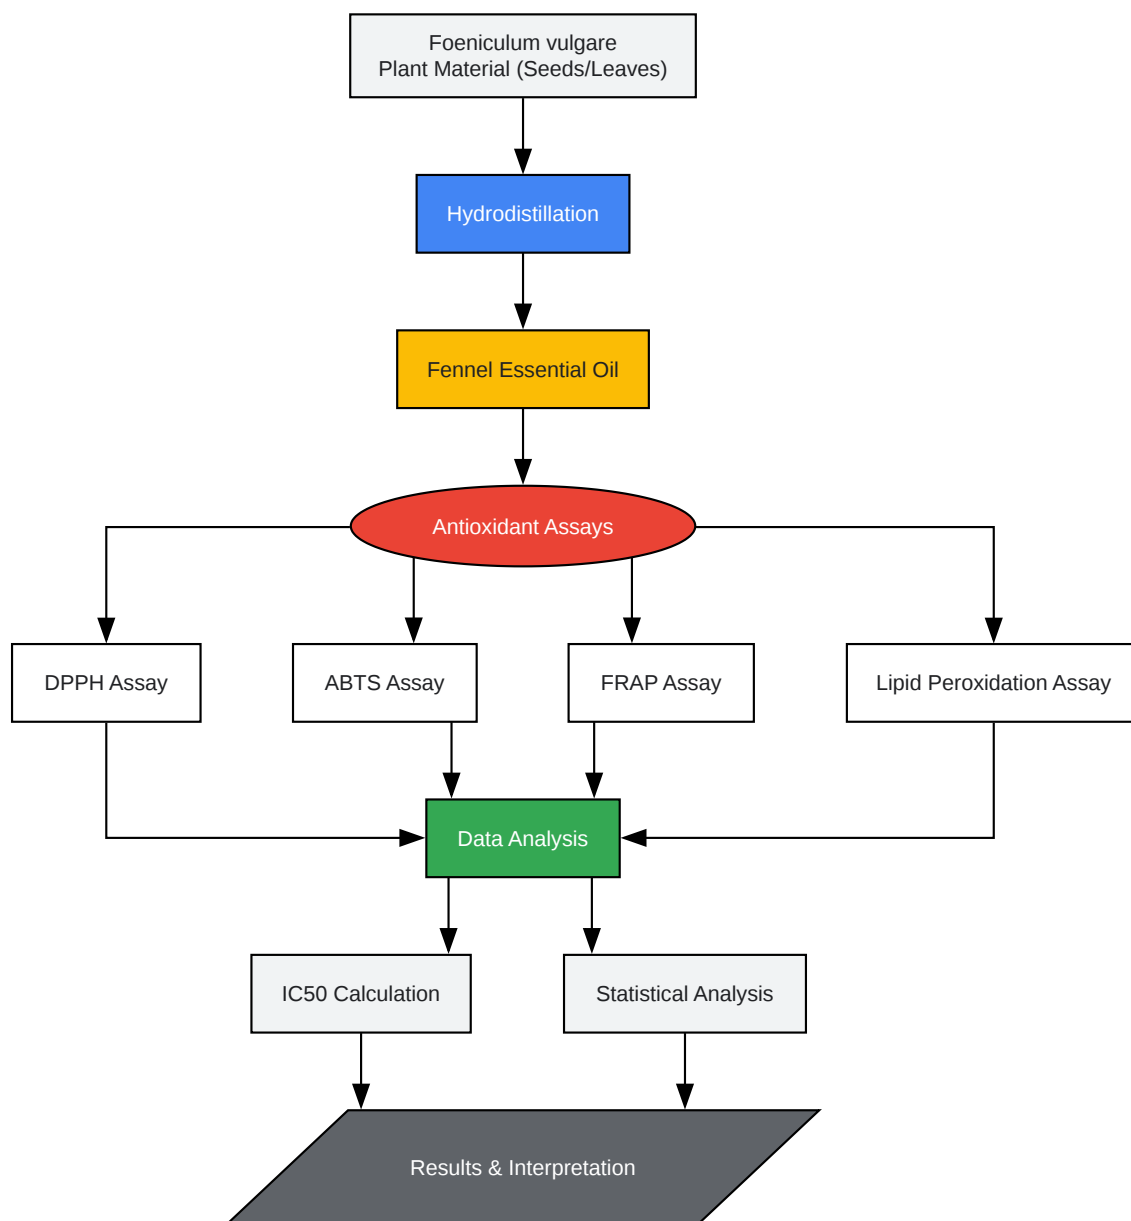 Foeniculum vulgare
Plant Material (Seeds/Leaves)
Hydrodistillation
Fennel Essential Oil
Antioxidant Assays
DPPH Assay
ABTS Assay
FRAP Assay
Lipid Peroxidation Assay
Data Analysis
IC50 Calculation
Statistical Analysis
Results & Interpretation